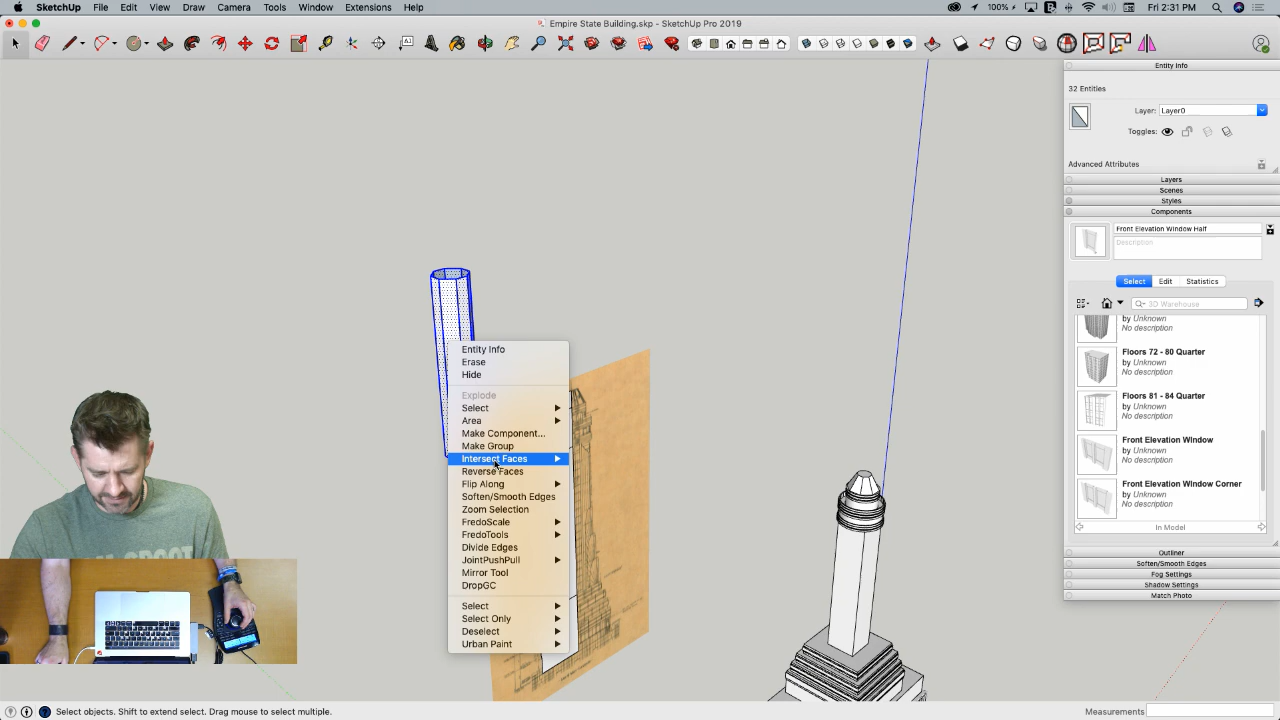 SketchUp File Edit View Draw Camera Tools Window Extensions Help 100% Fri 2:31 PM
Empire State Building.skp - SketchUp Pro 2019
Entity Info
32 Entities
Layer: Layer0
Toggles:
Advanced Attributes
Layers
Scenes
Styles
Components
Front Elevation Window Half
Description
Select Edit Statistics
3D Warehouse
by Unknown
No description
Floors 72 - 80 Quarter
by Unknown
No description
Floors 81 - 84 Quarter
by Unknown
No description
Front Elevation Window
by Unknown
No description
Front Elevation Window Corner
by Unknown
No description
In Model
Outliner
Soften/Smooth Edges
Fog Settings
Shadow Settings
Match Photo
Entity Info
Erase
Hide
Explode
Select
Area
Make Component...
Make Group
Intersect Faces
Reverse Faces
Flip Along
Soften/Smooth Edges
Zoom Selection
FredoScale
FredoTools
Divide Edges
JointPushPull
Mirror Tool
DropGC
Select
Select Only
Deselect
Urban Paint
Select objects. Shift to extend select. Drag mouse to select multiple.
Measurements